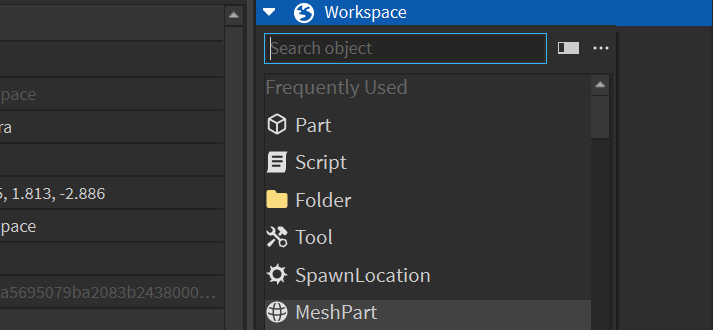 Workspace
Search object
Frequently Used
Part
Script
Folder
Tool
SpawnLocation
MeshPart
pace
ra
, 1.813, -2.886
pace
a5695079ba2083b2438000...